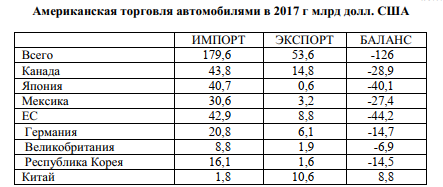 Американская торговля автомобилями в 2017 г млрд долл. США
ИМПОРТ ЭКСПОРТ БАЛАНС
Всего 179,6 53,6 -126
Канада 43,8 14,8 -28,9
Япония 40,7 0,6 -40,1
Мексика 30,6 3,2 -27,4
ЕС 42,9 8,8 -44,2
Германия 20,8 6,1 -14,7
Великобритания 8,8 1,9 -6,9
Республика Корея 16,1 1,6 -14,5
Китай 1,8 10,6 8,8